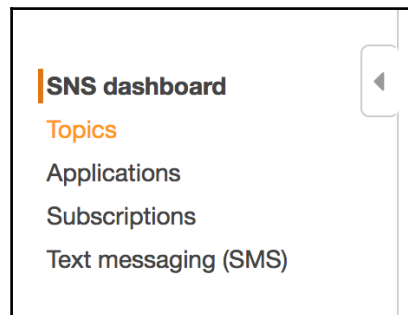 SNS dashboard
Topics
Applications
Subscriptions
Text messaging (SMS)